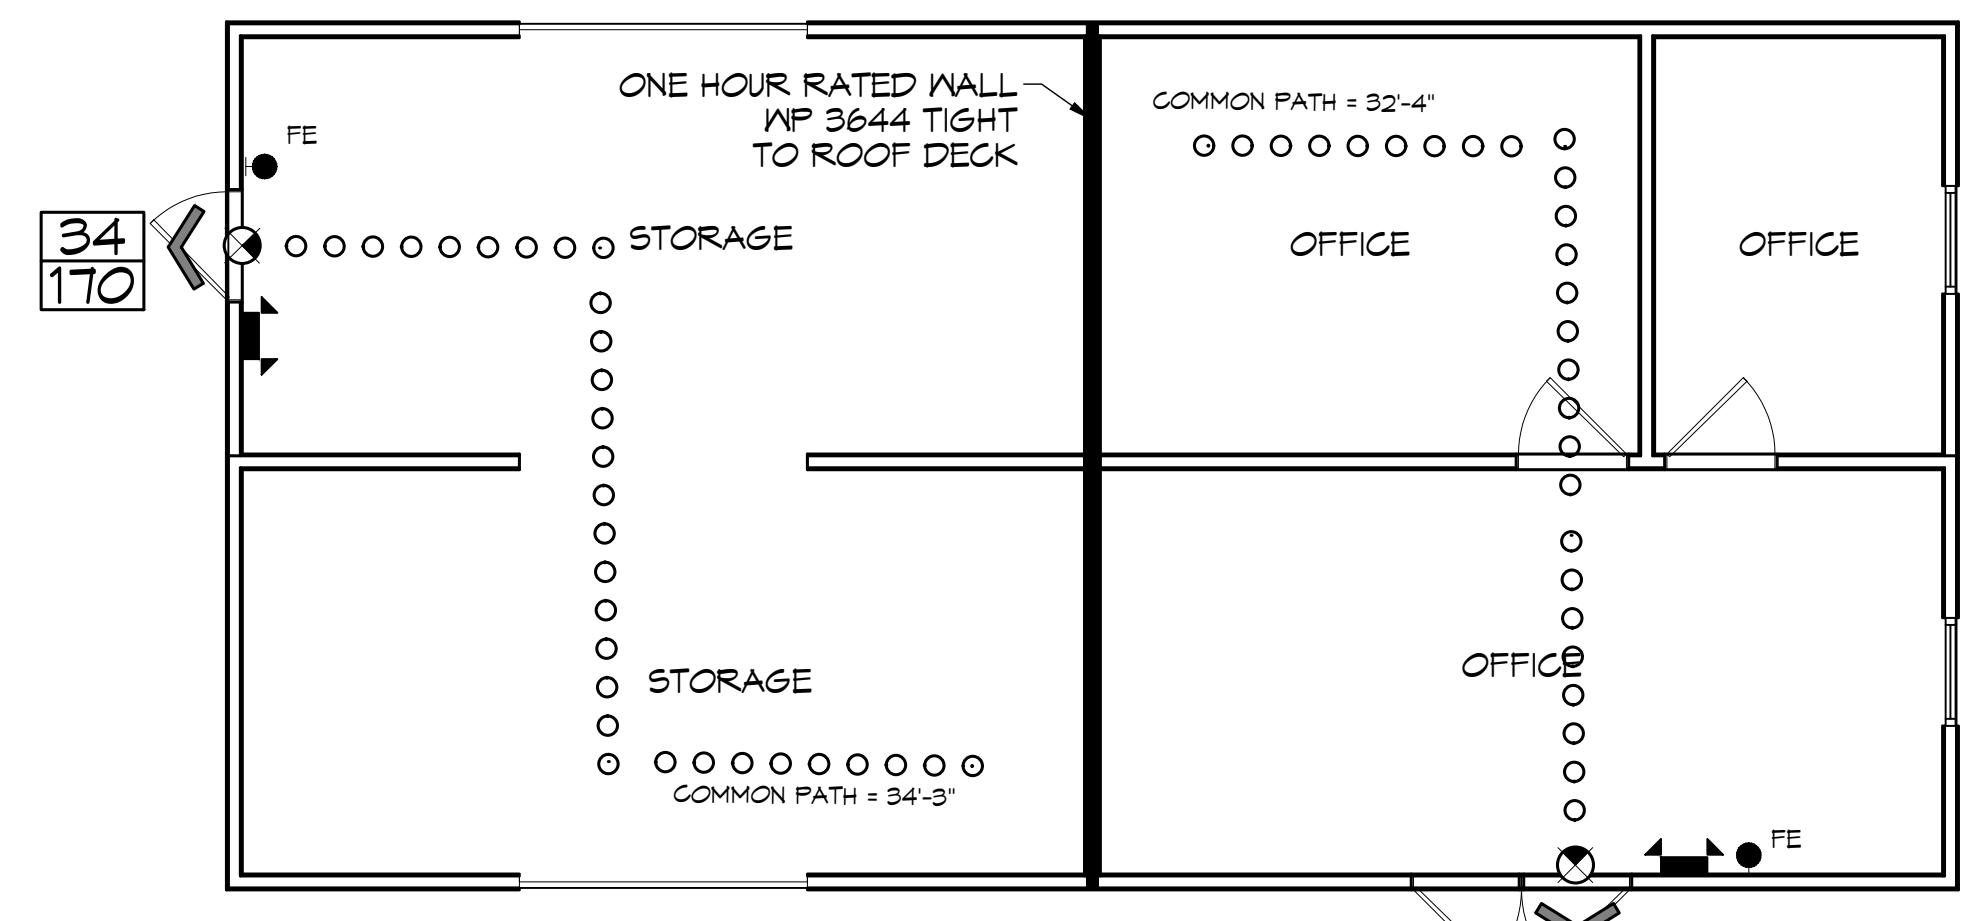 ONE HOUR RATED WALL
WP 3644 TIGHT
TO ROOF DECK
COMMON PATH = 32'-4"
FE
34
170
STORAGE
OFFICE
OFFICE
STORAGE
OFFICE
COMMON PATH = 34'-3"
FE